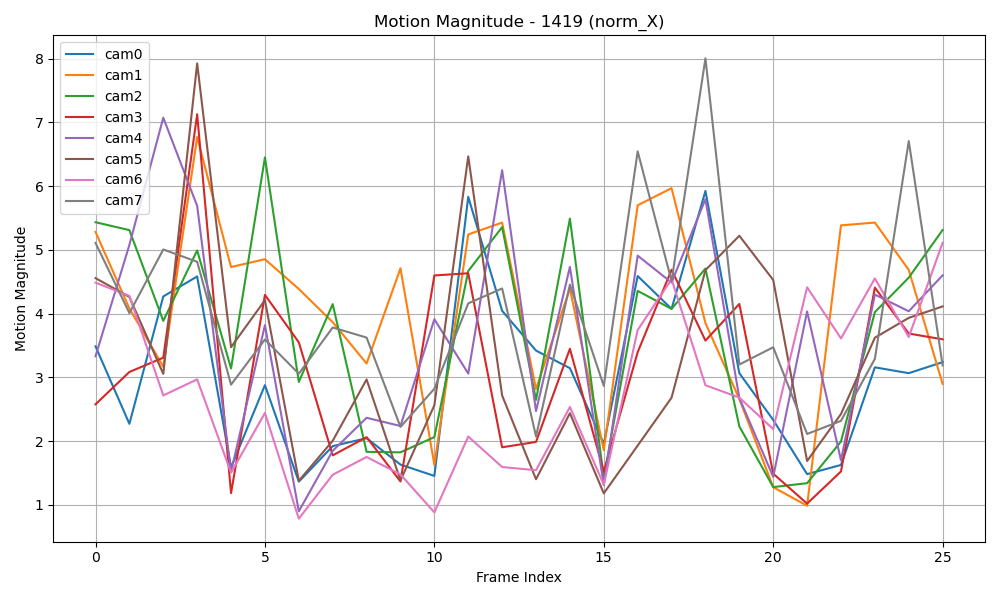 Motion Magnitude - 1419 (norm_X)
cam0
cam1
cam2
cam3
cam4
cam5
cam6
cam7
8
7
6
5
4
3
2
1
Motion Magnitude
0 5 10 15 20 25
Frame Index